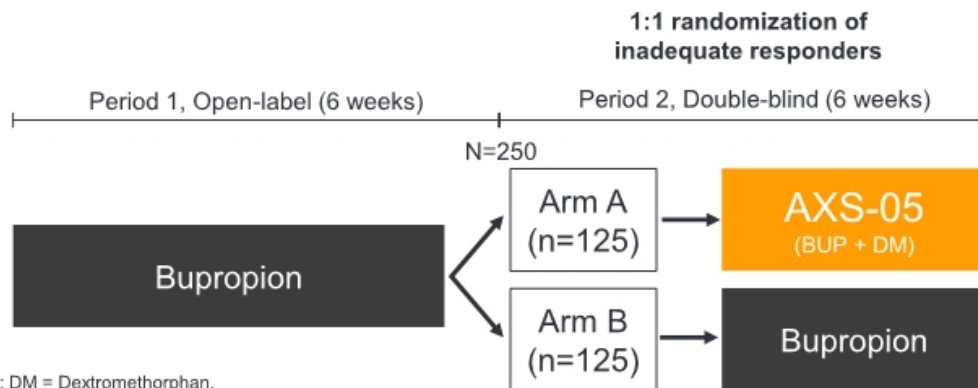 1:1 randomization of
inadequate responders
Period 1, Open-label (6 weeks)
Period 2, Double-blind (6 weeks)
N=250
Bupropion
Arm A
(n=125)
AXS-05
(BUP + DM)
Arm B
(n=125)
Bupropion
: DM = Dextromethorphan.